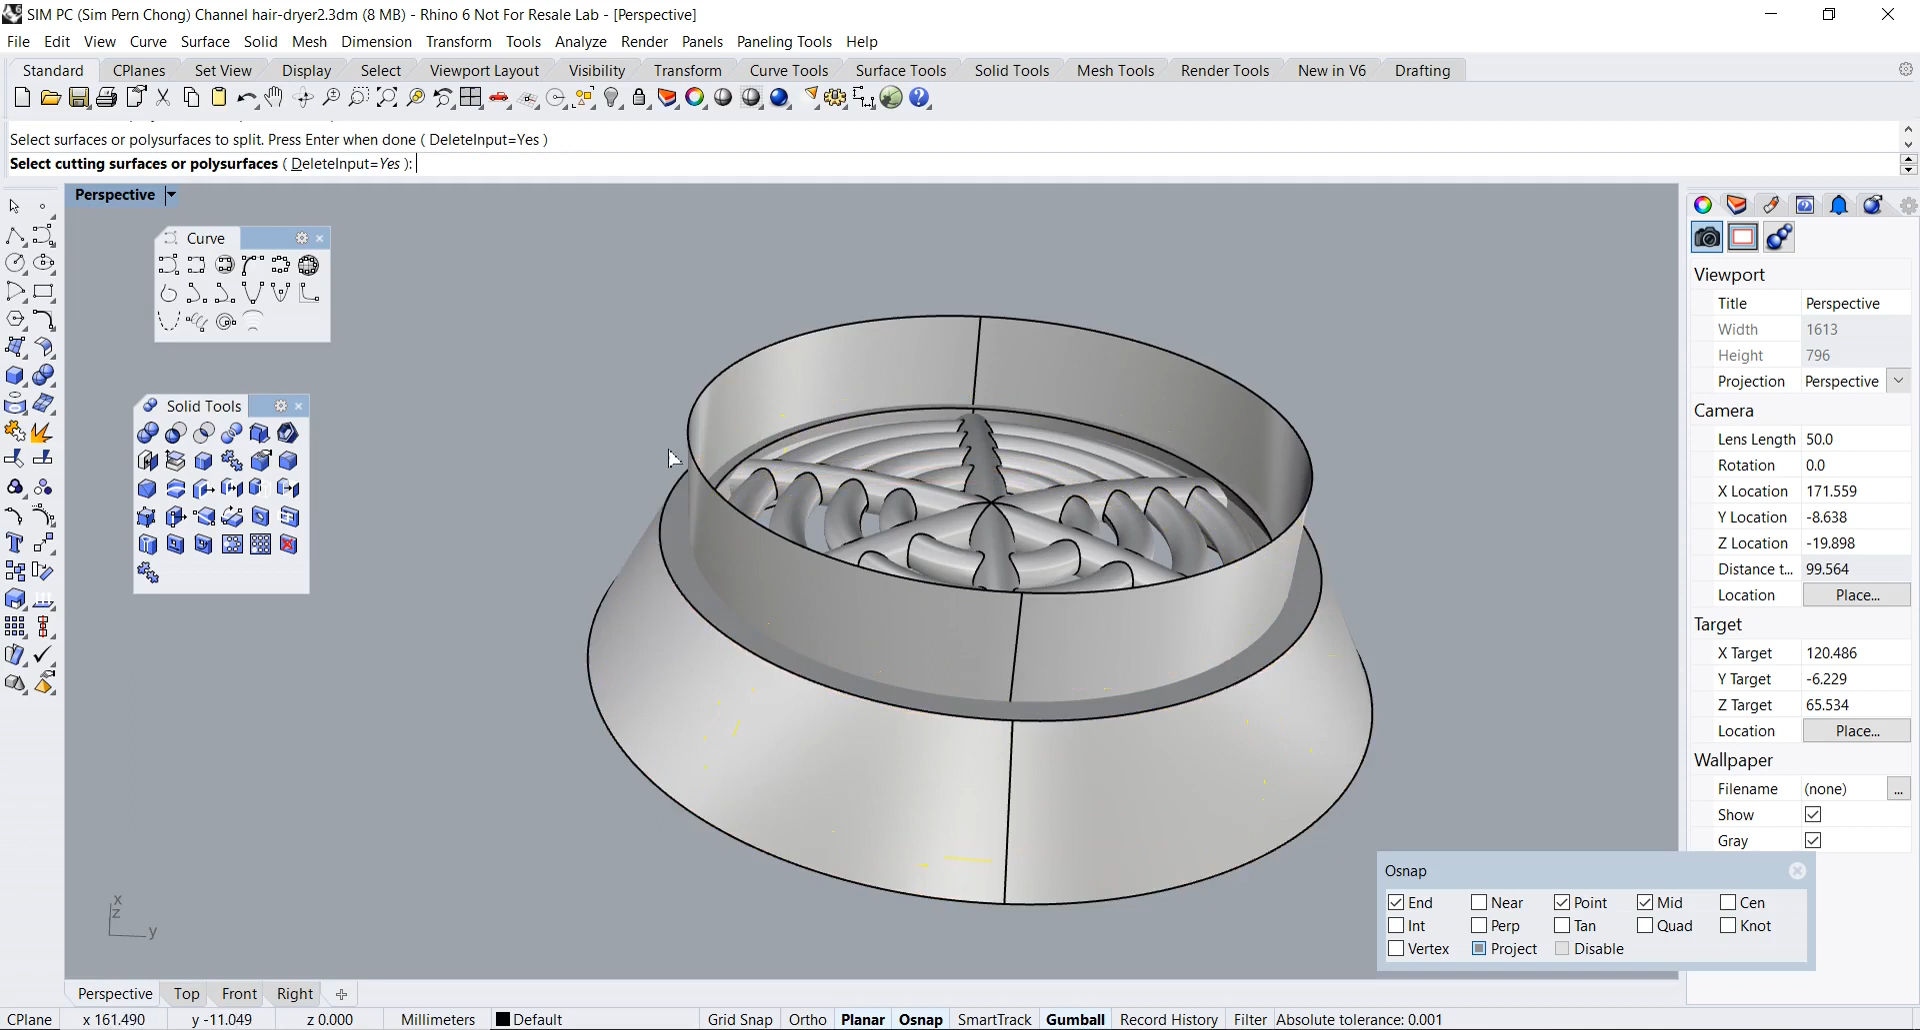 SIM PC (Sim Pern Chong) Channel hair-dryer2.3dm (8 MB) - Rhino 6 Not For Resale Lab - [Perspective]
File Edit View Curve Surface Solid Mesh Dimension Transform Tools Analyze Render Panels Paneling Tools Help
Standard CPlanes Set View Display Select Viewport Layout Visibility Transform Curve Tools Surface Tools Solid Tools Mesh Tools Render Tools New in V6 Drafting
Select surfaces or polysurfaces to split. Press Enter when done ( DeleteInput=Yes )
Select cutting surfaces or polysurfaces ( DeleteInput=Yes ):
Perspective
Curve
Solid Tools
Viewport
Title Perspective
Width 1613
Height 796
Projection Perspective
Camera
Lens Length 50.0
Rotation 0.0
X Location 171.559
Y Location -8.638
Z Location -19.898
Distance t... 99.564
Location Place...
Target
X Target 120.486
Y Target -6.229
Z Target 65.534
Location Place...
Wallpaper
Filename (none) ...
Show
Gray
Osnap
End Near Point Mid Cen
Int Perp Tan Quad Knot
Vertex Project Disable
x
z
y
Perspective Top Front Right
CPlane x 161.490 y -11.049 z 0.000 Millimeters Default Grid Snap Ortho Planar Osnap SmartTrack Gumball Record History Filter Absolute tolerance: 0.001